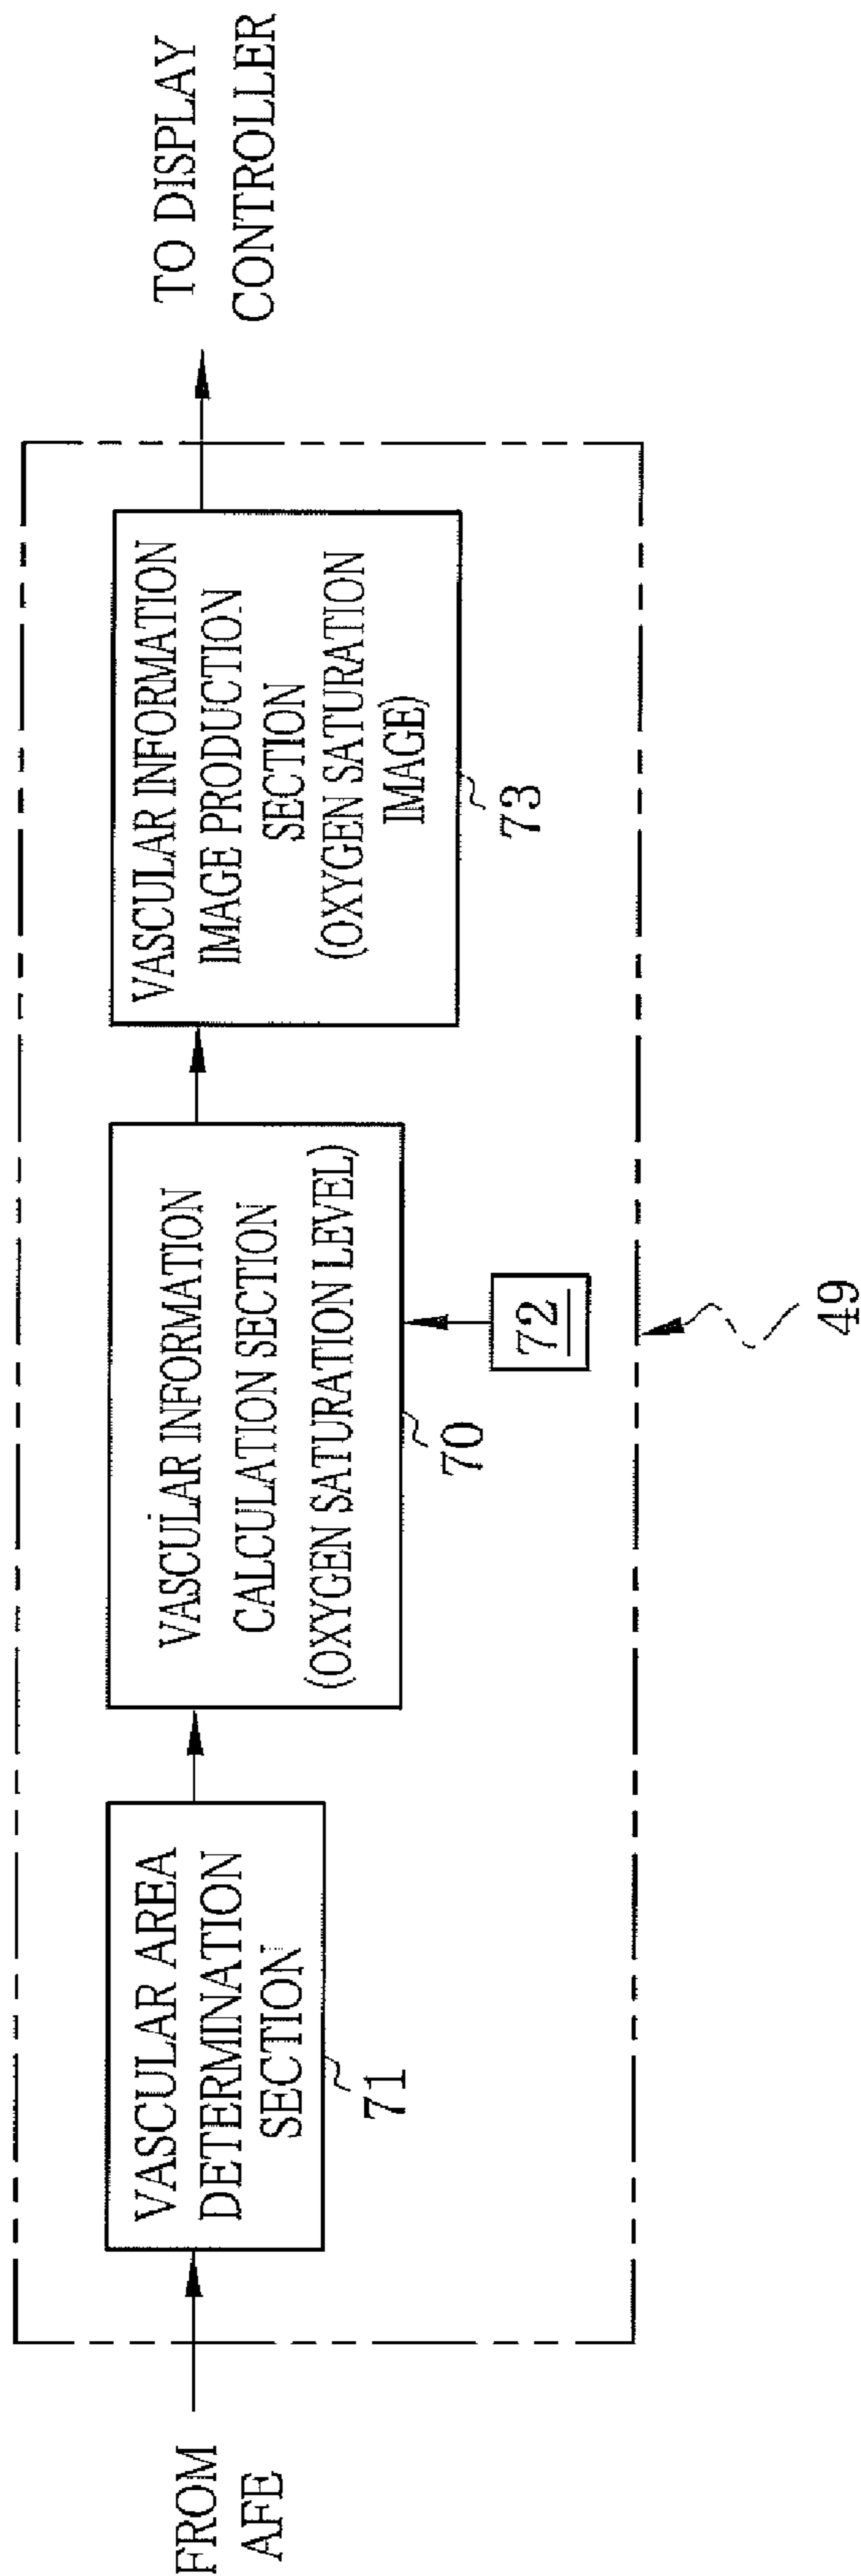 FROM
AFE
VASCULAR AREA
DETERMINATION
SECTION
71
VASCULAR INFORMATION
CALCULATION SECTION
(OXYGEN SATURATION LEVEL)
70
72
VASCULAR INFORMATION
IMAGE PRODUCTION
SECTION
(OXYGEN SATURATION
IMAGE)
73
TO DISPLAY
CONTROLLER
49